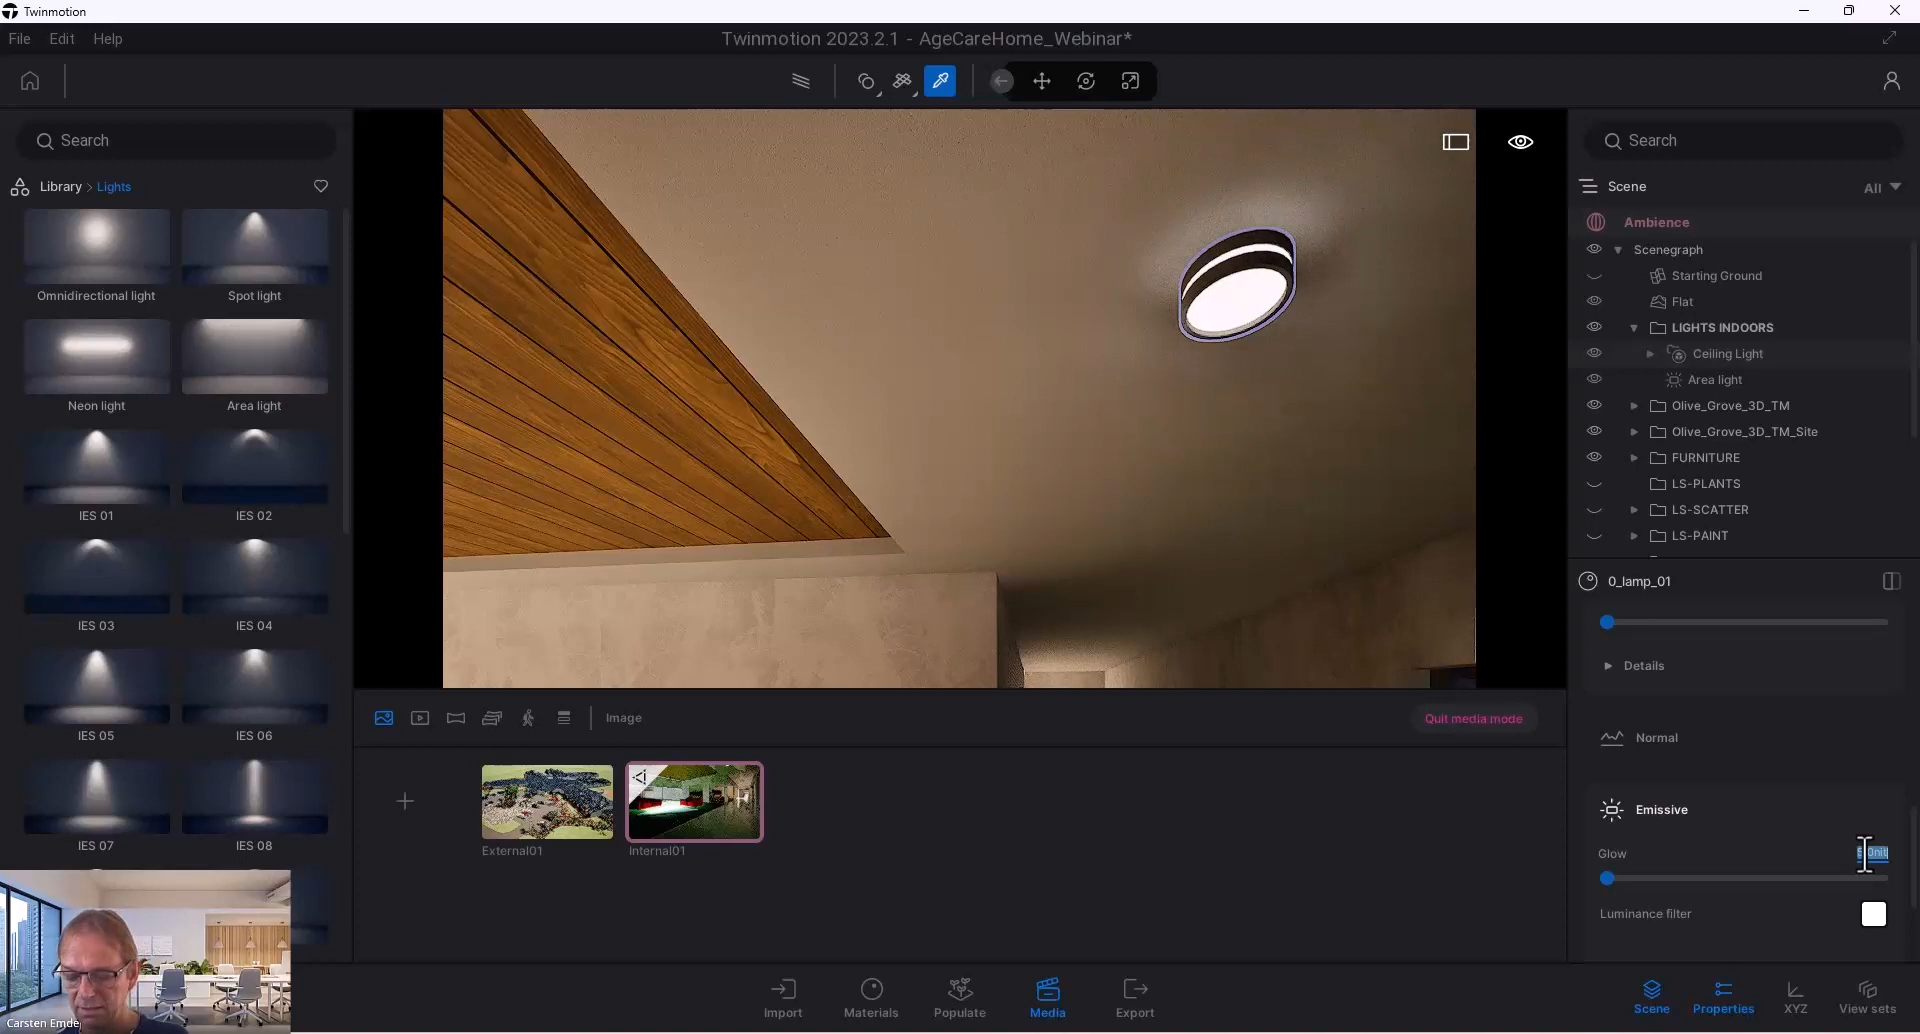 Twinmotion
File Edit Help
Twinmotion 2023.2.1 - AgeCareHome_Webinar*
Search
Library > Lights
Omnidirectional light
Spot light
Neon light
Area light
IES 01
IES 02
IES 03
IES 04
IES 05
IES 06
IES 07
IES 08
Carsten Emde
Image
Quit media mode
External01
Internal01
Import
Materials
Populate
Media
Export
Search
Scene
All
Ambience
Scenegraph
Starting Ground
Flat
LIGHTS INDOORS
Ceiling Light
Area light
Olive_Grove_3D_TM
Olive_Grove_3D_TM_Site
FURNITURE
LS-PLANTS
LS-SCATTER
LS-PAINT
0_lamp_01
Details
Normal
Emissive
Glow
Luminance filter
Scene
Properties
XYZ
View sets